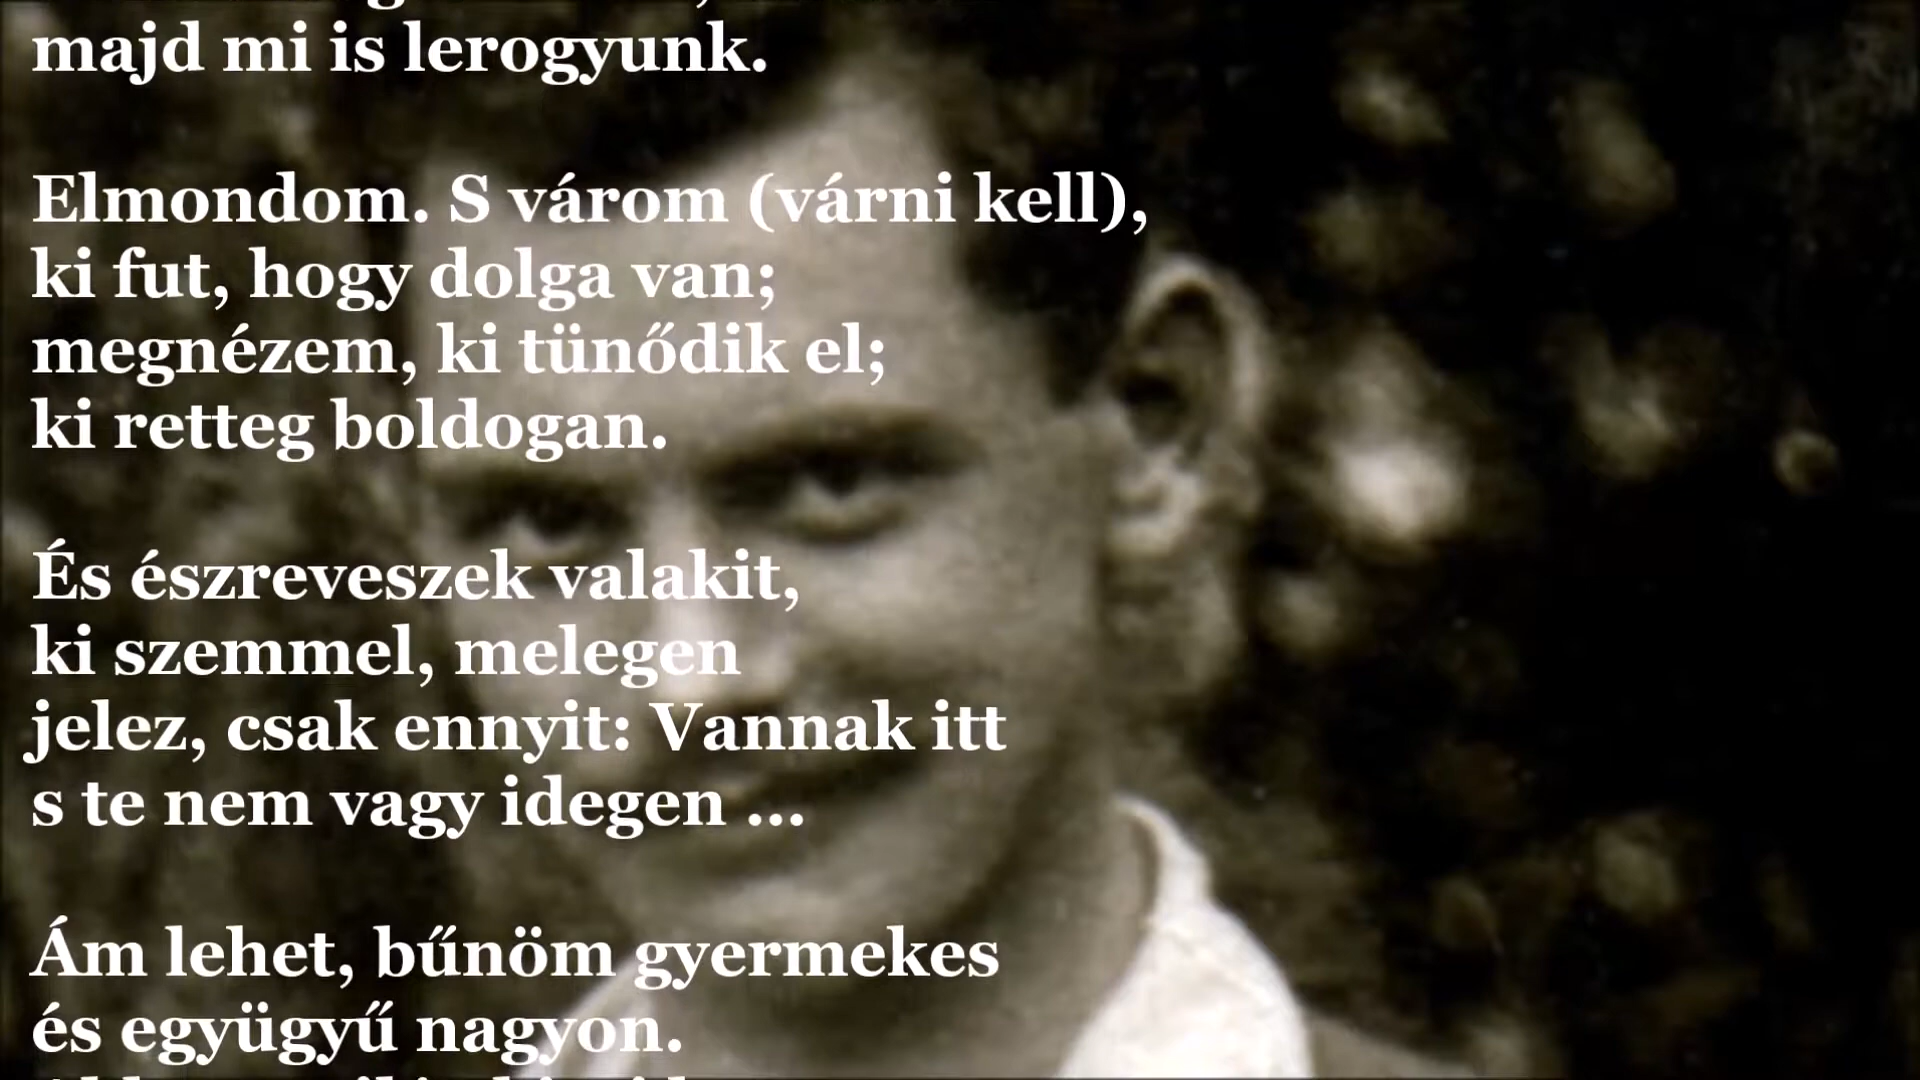 majd mi is lerogyunk.
Elmondom. S várom (várni kell),
ki fut, hogy dolga van;
megnézem, ki tünődik el;
ki retteg boldogan.
És észreveszek valakit,
ki szemmel, melegen
jelez, csak ennyit: Vannak itt
s te nem vagy idegen ...
Ám lehet, bűnöm gyermekes
és együgyű nagyon.